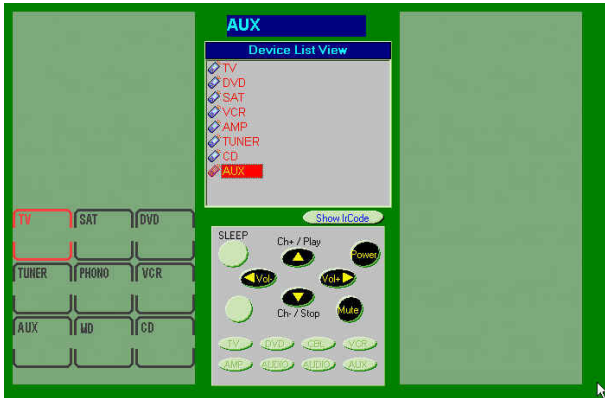 AUX
Device List View
TV
DVD
SAT
VCR
AMP
TUNER
CD
AUX
Show IrCode
TV SAT DVD
TUNER PHONO VCR
AUX MD CD
SLEEP
Ch+ / Play
Power
Vol- Vol+
Ch- / Stop
Mute
TV DVD CBL VCR
AMP AUDIO AUDIO AUX